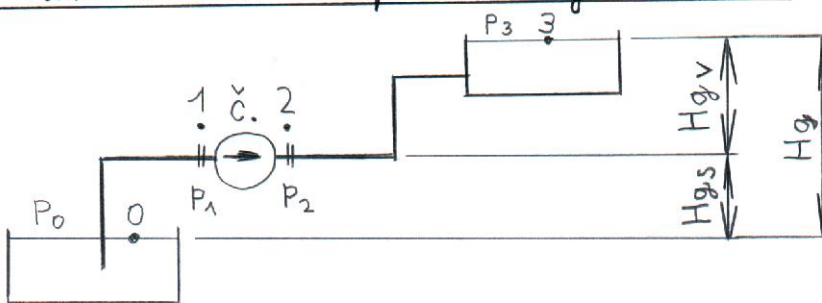 P₃ 3
1 Č. 2
P₁ P₂
P₀ 0
Hgv
Hgs
Hg